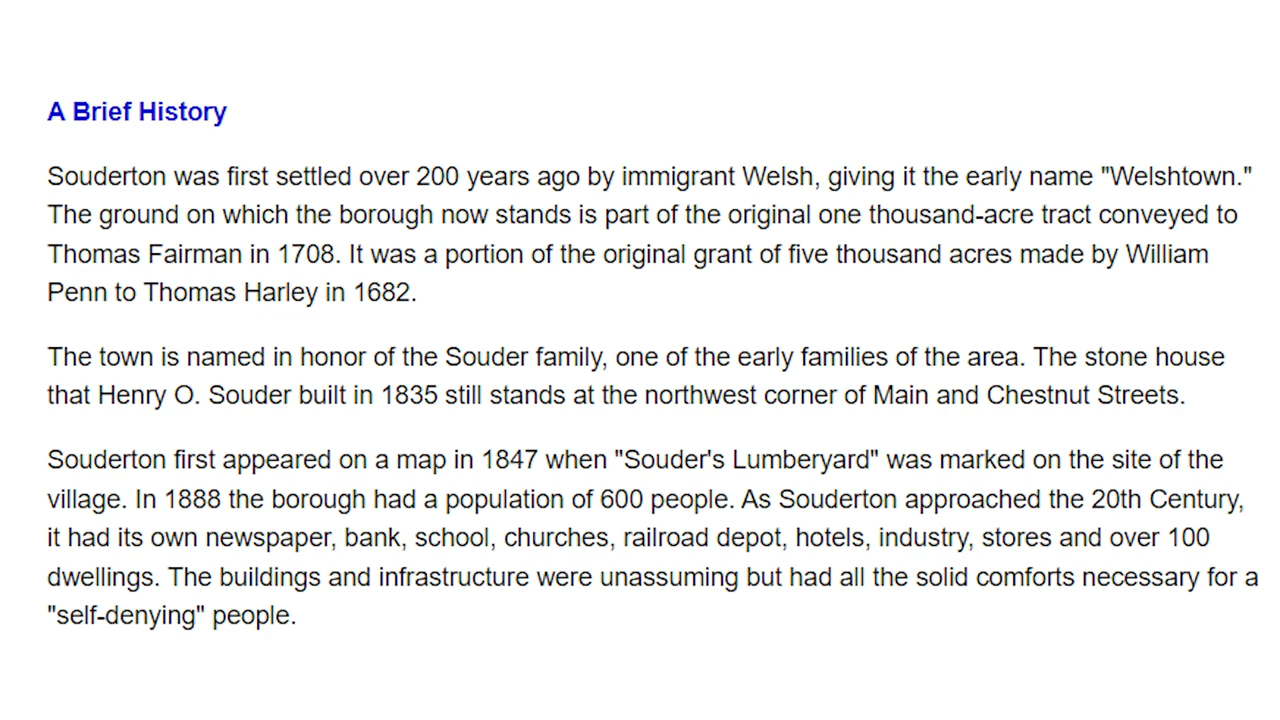 A Brief History
Souderton was first settled over 200 years ago by immigrant Welsh, giving it the early name "Welshtown."
The ground on which the borough now stands is part of the original one thousand-acre tract conveyed to
Thomas Fairman in 1708. It was a portion of the original grant of five thousand acres made by William
Penn to Thomas Harley in 1682.
The town is named in honor of the Souder family, one of the early families of the area. The stone house
that Henry O. Souder built in 1835 still stands at the northwest corner of Main and Chestnut Streets.
Souderton first appeared on a map in 1847 when "Souder's Lumberyard" was marked on the site of the
village. In 1888 the borough had a population of 600 people. As Souderton approached the 20th Century,
it had its own newspaper, bank, school, churches, railroad depot, hotels, industry, stores and over 100
dwellings. The buildings and infrastructure were unassuming but had all the solid comforts necessary for a
"self-denying" people.